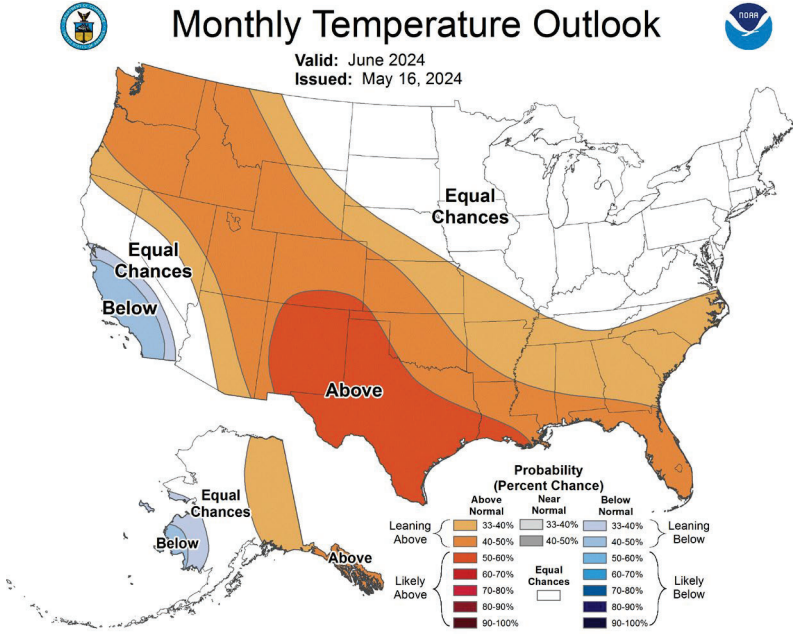 Monthly Temperature Outlook
NOAA
Valid: June 2024
Issued: May 16, 2024
Equal
Chances
Equal
Chances
Below
Above
Equal
Chances
Below
Above
Probability
(Percent Chance)
Above
Normal
Near
Normal
Below
Normal
Leaning
Above
33-40%
33-40%
33-40%
Leaning
Below
40-50%
40-50%
40-50%
Likely
Above
50-60%
50-60%
Likely
Below
60-70%
60-70%
Equal
Chances
70-80%
70-80%
80-90%
80-90%
90-100%
90-100%